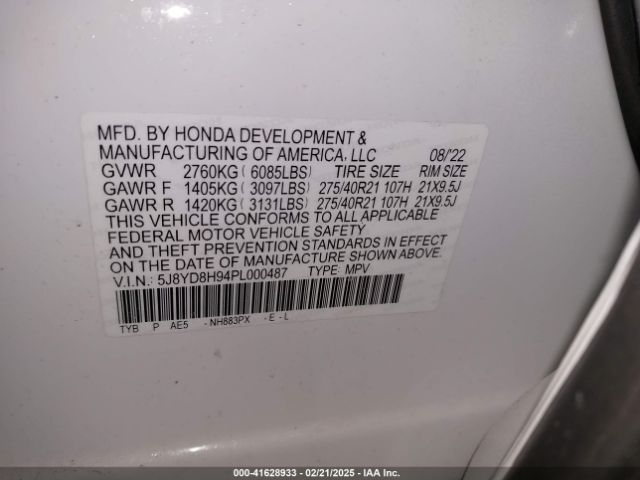 MFD. BY HONDA DEVELOPMENT &
MANUFACTURING OF AMERICA, LLC 08/'22
GVWR 2760KG ( 6085LBS) TIRE SIZE RIM SIZE
GAWR F 1405KG ( 3097LBS) 275/40R21 107H 21X9.5J
GAWR R 1420KG ( 3131LBS) 275/40R21 107H 21X9.5J
THIS VEHICLE CONFORMS TO ALL APPLICABLE
FEDERAL MOTOR VEHICLE SAFETY
AND THEFT PREVENTION STANDARDS IN EFFECT
ON THE DATE OF MANUFACTURE SHOWN ABOVE.
V.I.N.: 5J8YD8H94PL000487 TYPE: MPV
TYB P AE5 -NH883PX -E-L
000-41628933 — 02/21/2025 — IAA Inc.